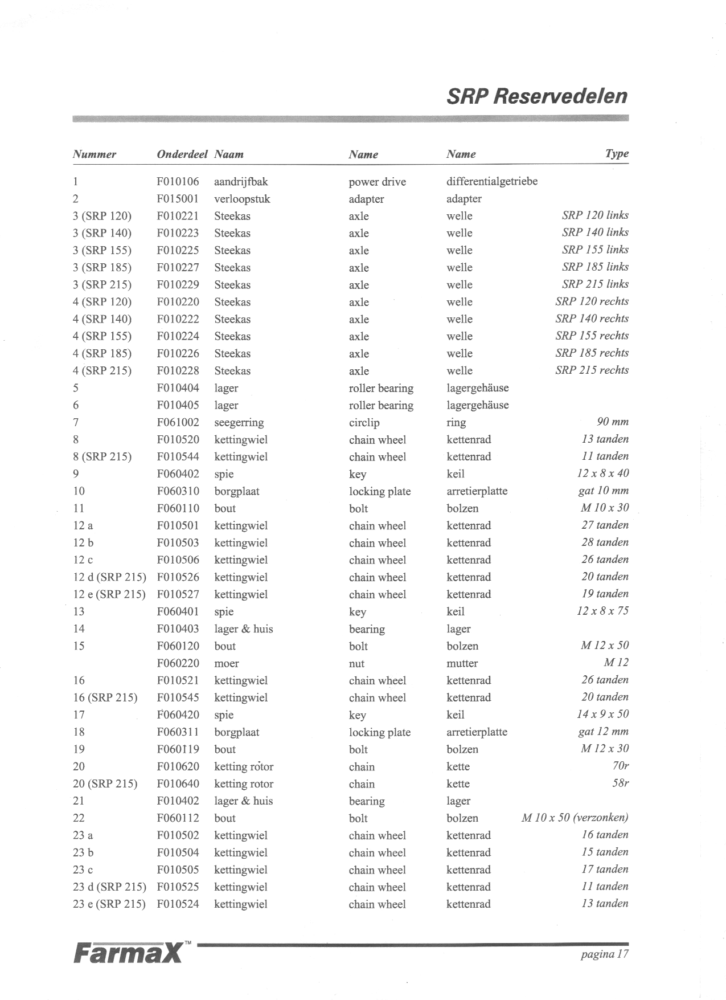 SRP Reservedelen
Nummer Onderdeel Naam Name Name Type
1 F010106 aandrijfbak power drive differentialgetriebe
2 F015001 verloopstuk adapter adapter
3 (SRP 120) F010221 Steekas axle welle SRP 120 links
3 (SRP 140) F010223 Steekas axle welle SRP 140 links
3 (SRP 155) F010225 Steekas axle welle SRP 155 links
3 (SRP 185) F010227 Steekas axle welle SRP 185 links
3 (SRP 215) F010229 Steekas axle welle SRP 215 links
4 (SRP 120) F010220 Steekas axle welle SRP 120 rechts
4 (SRP 140) F010222 Steekas axle welle SRP 140 rechts
4 (SRP 155) F010224 Steekas axle welle SRP 155 rechts
4 (SRP 185) F010226 Steekas axle welle SRP 185 rechts
4 (SRP 215) F010228 Steekas axle welle SRP 215 rechts
5 F010404 lager roller bearing lagergehäuse
6 F010405 lager roller bearing lagergehäuse
7 F061002 seegerring circlip ring 90 mm
8 F010520 kettingwiel chain wheel kettenrad 13 tanden
8 (SRP 215) F010544 kettingwiel chain wheel kettenrad 11 tanden
9 F060402 spie key keil 12 x 8 x 40
10 F060310 borgplaat locking plate arretierplatte gat 10 mm
11 F060110 bout bolt bolzen M 10 x 30
12 a F010501 kettingwiel chain wheel kettenrad 27 tanden
12 b F010503 kettingwiel chain wheel kettenrad 28 tanden
12 c F010506 kettingwiel chain wheel kettenrad 26 tanden
12 d (SRP 215) F010526 kettingwiel chain wheel kettenrad 20 tanden
12 e (SRP 215) F010527 kettingwiel chain wheel kettenrad 19 tanden
13 F060401 spie key keil 12 x 8 x 75
14 F010403 lager & huis bearing lager
15 F060120 bout bolt bolzen M 12 x 50
F060220 moer nut mutter M 12
16 F010521 kettingwiel chain wheel kettenrad 26 tanden
16 (SRP 215) F010545 kettingwiel chain wheel kettenrad 20 tanden
17 F060420 spie key keil 14 x 9 x 50
18 F060311 borgplaat locking plate arretierplatte gat 12 mm
19 F060119 bout bolt bolzen M 12 x 30
20 F010620 ketting rotor chain kette 70r
20 (SRP 215) F010640 ketting rotor chain kette 58r
21 F010402 lager & huis bearing lager
22 F060112 bout bolt bolzen M 10 x 50 (verzonken)
23 a F010502 kettingwiel chain wheel kettenrad 16 tanden
23 b F010504 kettingwiel chain wheel kettenrad 15 tanden
23 c F010505 kettingwiel chain wheel kettenrad 17 tanden
23 d (SRP 215) F010525 kettingwiel chain wheel kettenrad 11 tanden
23 e (SRP 215) F010524 kettingwiel chain wheel kettenrad 13 tanden
FarmaX™ pagina 17